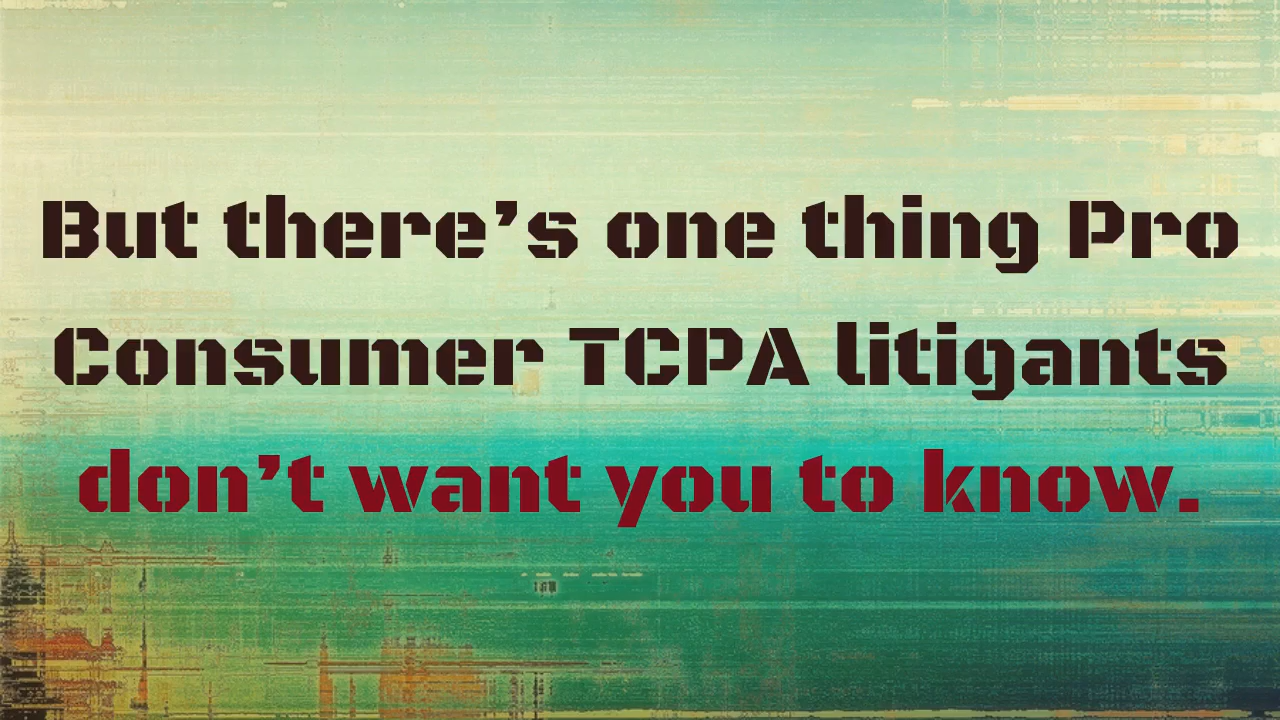 But there’s one thing Pro
Consumer TCPA litigants
don’t want you to know.